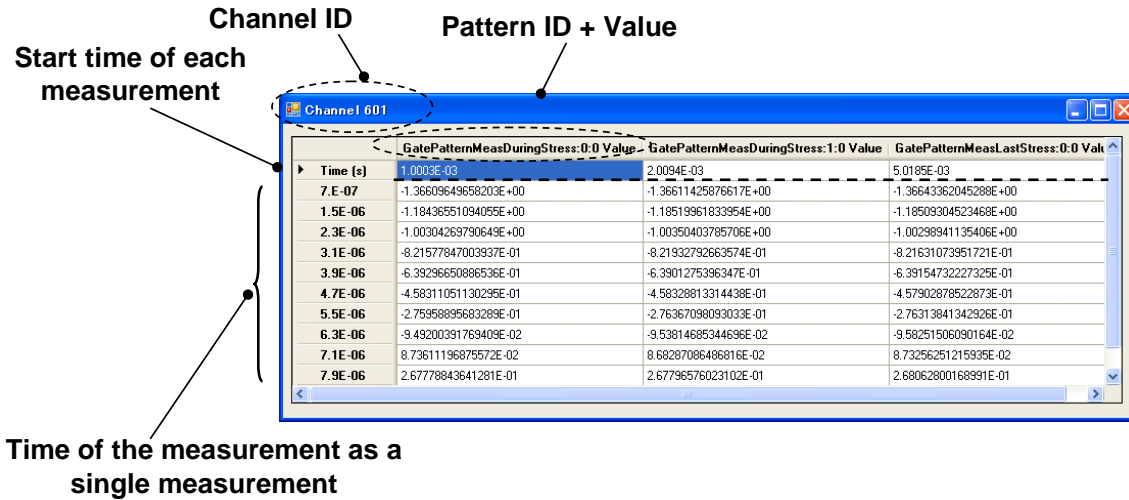 Channel ID
Pattern ID + Value
Start time of each
measurement
Channel 601
GatePatternMeasDuringStress:0:0 Value GatePatternMeasDuringStress:1:0 Value GatePatternMeasLastStress:0:0 Valu
Time (s) 1.0003E-03 2.0094E-03 5.0185E-03
7.E-07 -1.36609649658203E+00 -1.36611425876617E+00 -1.36643362045288E+00
1.5E-06 -1.18436551094055E+00 -1.18519961833954E+00 -1.18509304523468E+00
2.3E-06 -1.00304269790649E+00 -1.00350403785706E+00 -1.00298941135406E+00
3.1E-06 -8.21577847003937E-01 -8.21932792663574E-01 -8.21631073951721E-01
3.9E-06 -6.39296650886536E-01 -6.3901275396347E-01 -6.39154732227325E-01
4.7E-06 -4.58311051130295E-01 -4.58328813314438E-01 -4.57902878522873E-01
5.5E-06 -2.75958895683289E-01 -2.76367098093033E-01 -2.76313841342926E-01
6.3E-06 -9.49200391769409E-02 -9.53814685344696E-02 -9.58251506090164E-02
7.1E-06 8.73611196875572E-02 8.68287086486816E-02 8.73256251215935E-02
7.9E-06 2.67778843641281E-01 2.67796576023102E-01 2.68062800168991E-01
Time of the measurement as a
single measurement